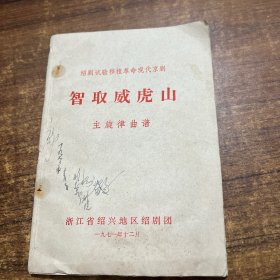 绍剧试验移植革命现代京剧
智取威虎山
主旋律曲谱
浙江省绍兴地区绍剧团
一九七一年十二月